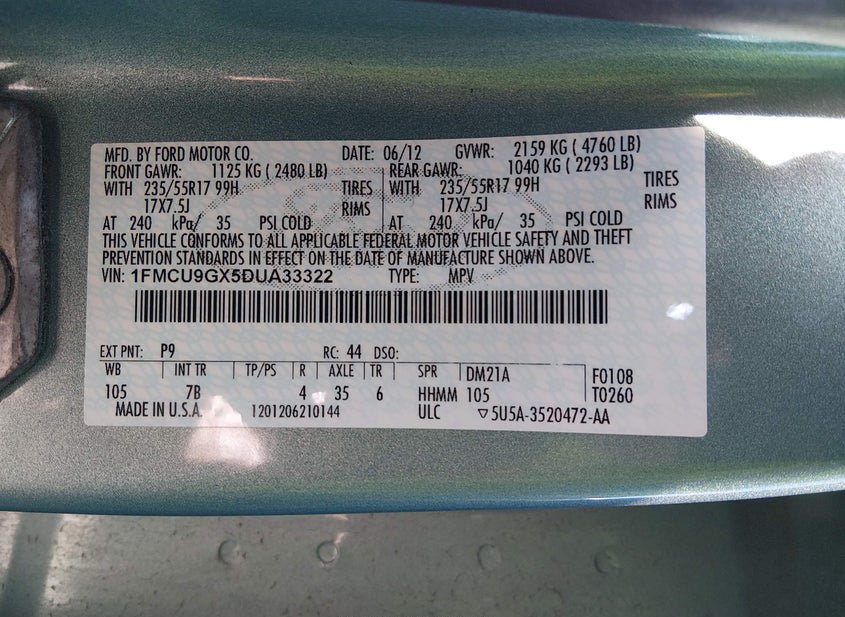 MFD. BY FORD MOTOR CO. DATE: 06/12 GVWR: 2159 KG ( 4760 LB)
FRONT GAWR: 1125 KG ( 2480 LB) REAR GAWR: 1040 KG ( 2293 LB)
WITH 235/55R17 99H TIRES WITH 235/55R17 99H TIRES
17X7.5J RIMS 17X7.5J RIMS
AT 240 kPa/ 35 PSI COLD AT 240 kPa/ 35 PSI COLD
THIS VEHICLE CONFORMS TO ALL APPLICABLE FEDERAL MOTOR VEHICLE SAFETY AND THEFT
PREVENTION STANDARDS IN EFFECT ON THE DATE OF MANUFACTURE SHOWN ABOVE.
VIN: 1FMCU9GX5DUA33322 TYPE: MPV
EXT PNT: P9 RC: 44 DSO:
WB INT TR TP/PS R AXLE TR SPR DM21A F0108
105 7B 4 35 6 HHMM 105 T0260
MADE IN U.S.A. 1201206210144 ULC ▽5U5A-3520472-AA